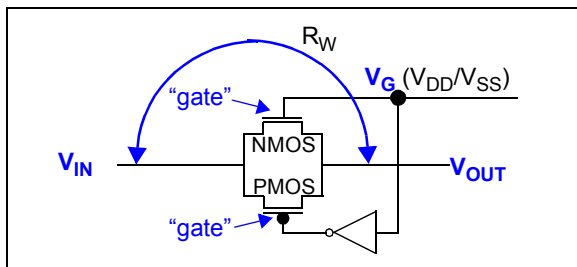 R_W
"gate"
V_G (V_DD/V_SS)
NMOS
V_IN
V_OUT
PMOS
"gate"